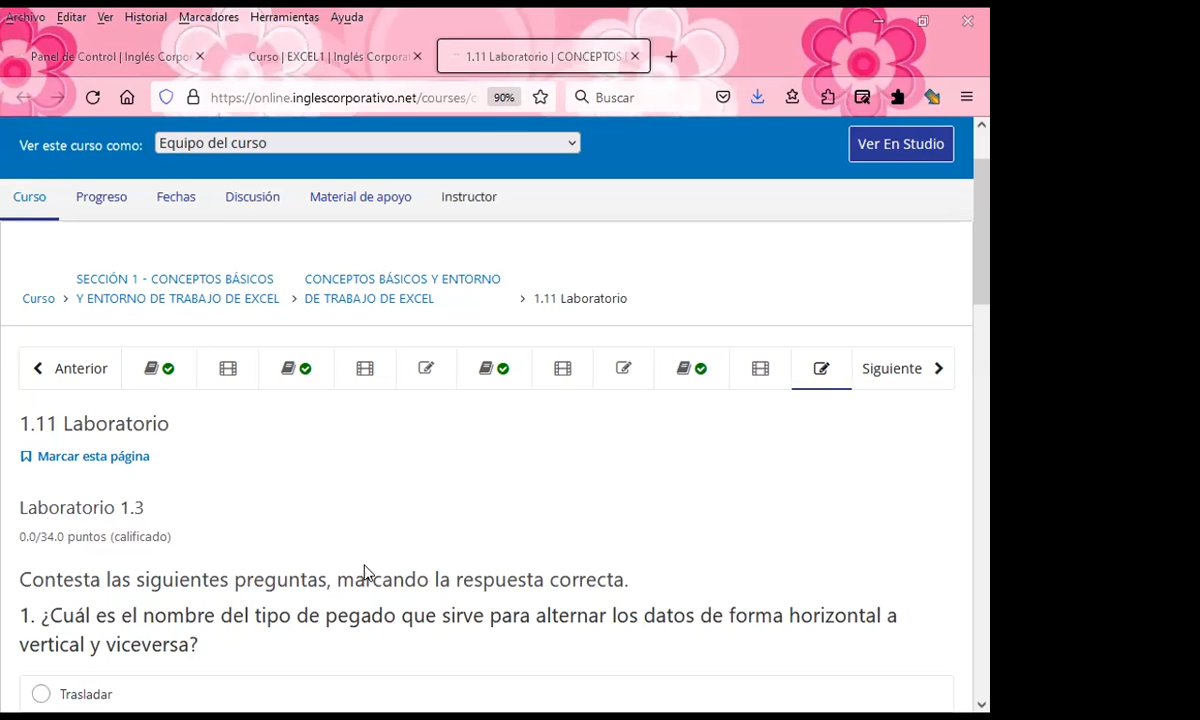 Archivo Editar Ver Historial Marcadores Herramientas Ayuda
Panel de Control | Inglés Corpor Curso | EXCEL1 | Inglés Corpora 1.11 Laboratorio | CONCEPTOS
https://online.inglescorporativo.net/courses/c 90% Buscar
Ver este curso como: Equipo del curso Ver En Studio
Curso Progreso Fechas Discusión Material de apoyo Instructor
SECCIÓN 1 - CONCEPTOS BÁSICOS CONCEPTOS BÁSICOS Y ENTORNO
Curso > Y ENTORNO DE TRABAJO DE EXCEL > DE TRABAJO DE EXCEL > 1.11 Laboratorio
Anterior Siguiente
1.11 Laboratorio
Marcar esta página
Laboratorio 1.3
0.0/34.0 puntos (calificado)
Contesta las siguientes preguntas, marcando la respuesta correcta.
1. ¿Cuál es el nombre del tipo de pegado que sirve para alternar los datos de forma horizontal a
vertical y viceversa?
Trasladar